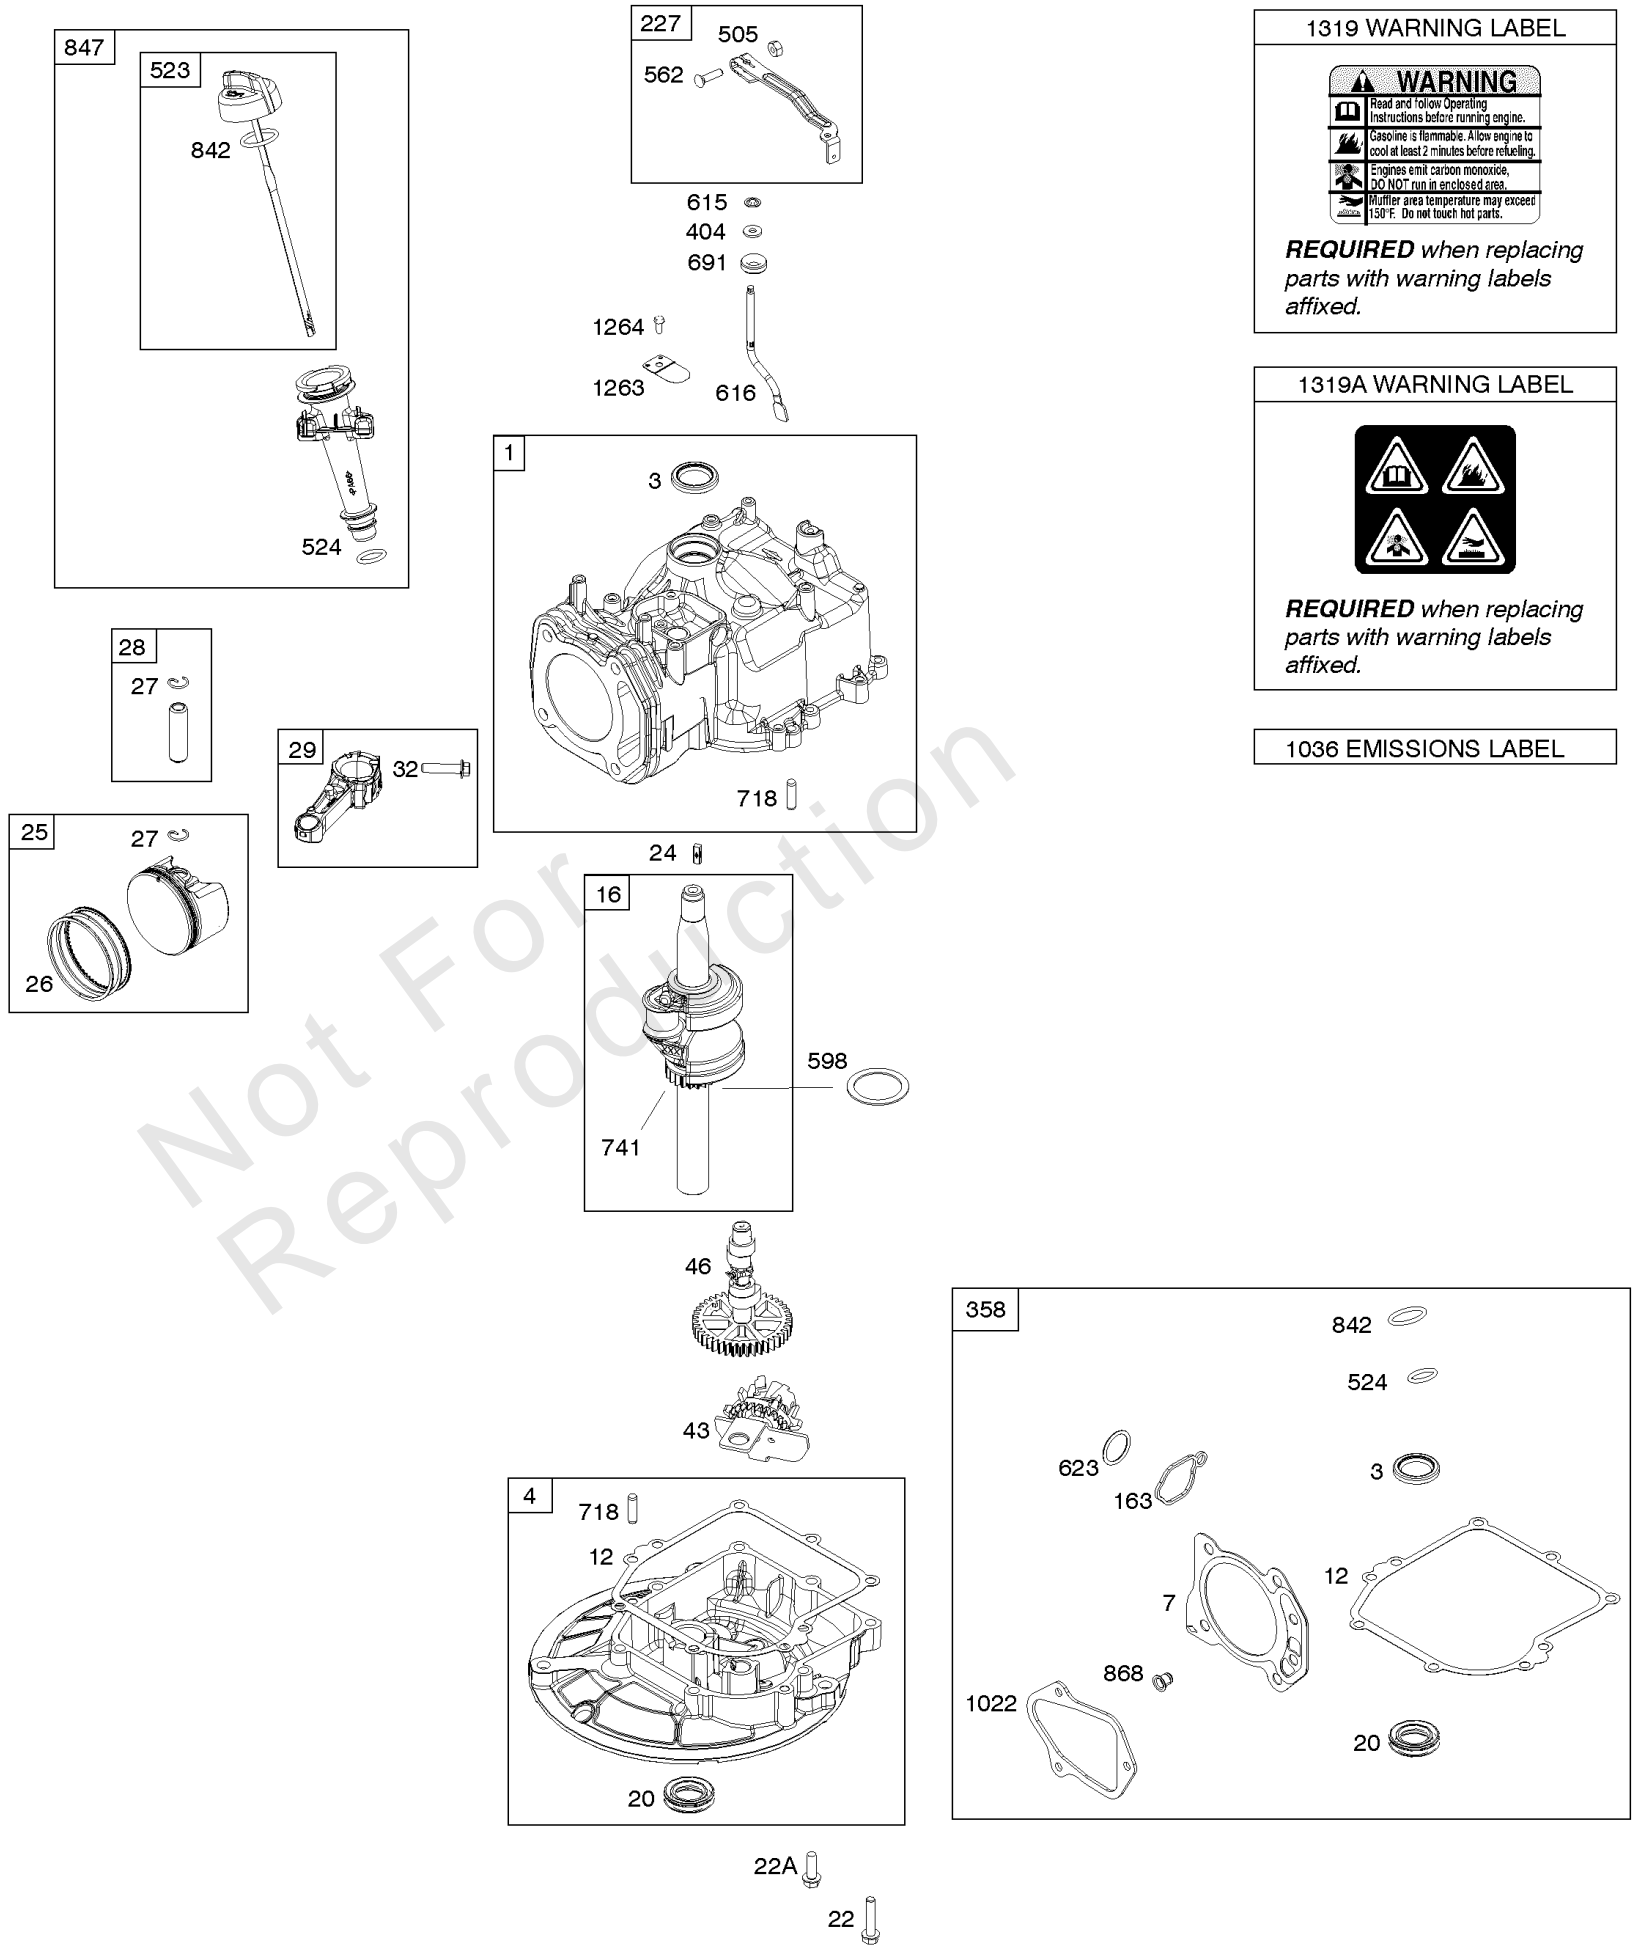 847
523
842
524
227
505
562
615
404
691
1264
1263
616
1319 WARNING LABEL
WARNING
Read and follow Operating
Instructions before running engine.
Gasoline is flammable. Allow engine to
cool at least 2 minutes before refueling.
Engines emit carbon monoxide,
DO NOT run in enclosed area.
Muffler area temperature may exceed
150°F. Do not touch hot parts.
REQUIRED when replacing
parts with warning labels
affixed.
1319A WARNING LABEL
REQUIRED when replacing
parts with warning labels
affixed.
1036 EMISSIONS LABEL
1
3
718
28
27
29
32
25
27
26
24
16
598
741
46
43
4
718
12
20
22A
22
358
842
524
623
163
3
12
7
868
1022
20
Not For
Reproduction